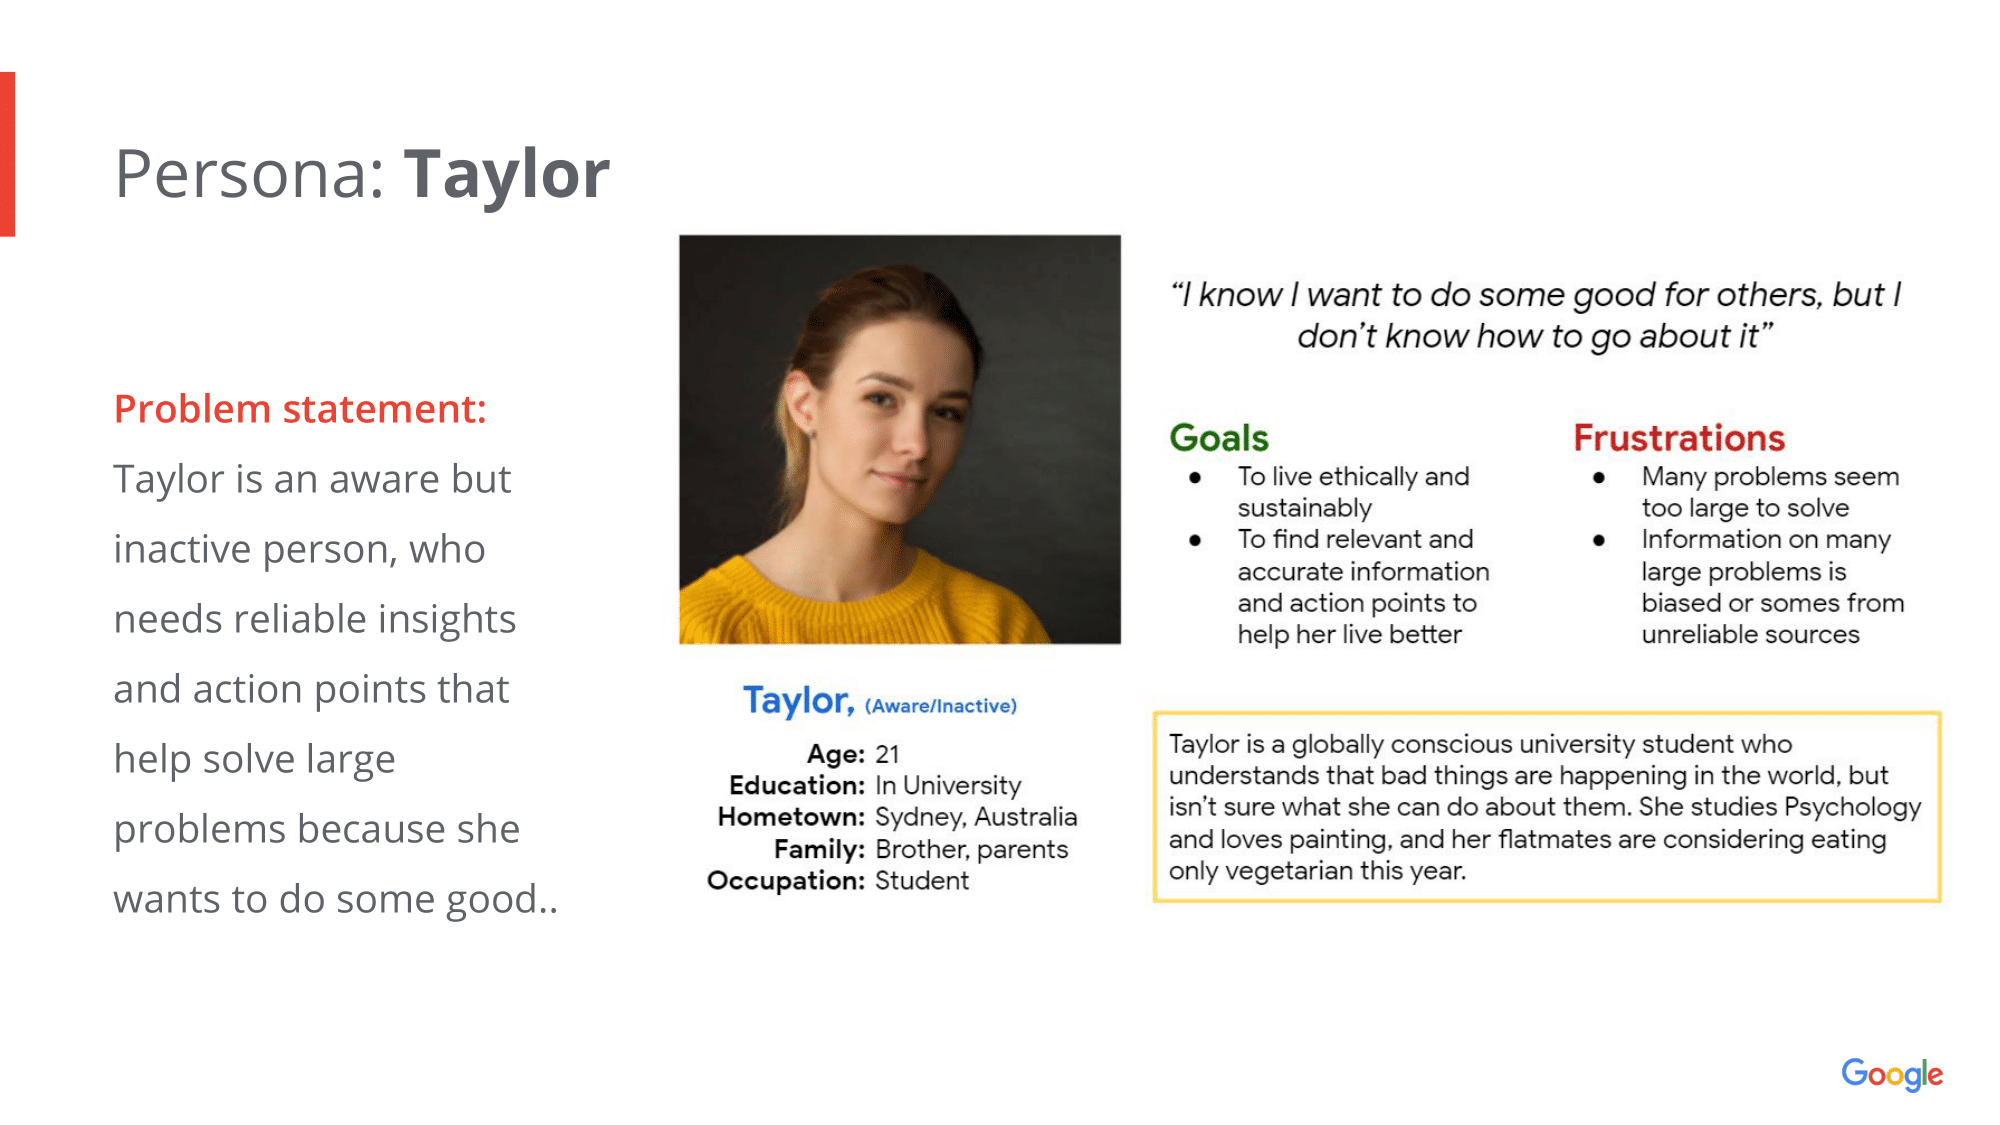 Persona: Taylor
Problem statement:
Taylor is an aware but
inactive person, who
needs reliable insights
and action points that
help solve large
problems because she
wants to do some good..
Taylor, (Aware/Inactive)
Age: 21
Education: In University
Hometown: Sydney, Australia
Family: Brother, parents
Occupation: Student
“I know I want to do some good for others, but I
don’t know how to go about it”
Goals
● To live ethically and
sustainably
● To find relevant and
accurate information
and action points to
help her live better
Frustrations
● Many problems seem
too large to solve
● Information on many
large problems is
biased or somes from
unreliable sources
Taylor is a globally conscious university student who
understands that bad things are happening in the world, but
isn’t sure what she can do about them. She studies Psychology
and loves painting, and her flatmates are considering eating
only vegetarian this year.
Google